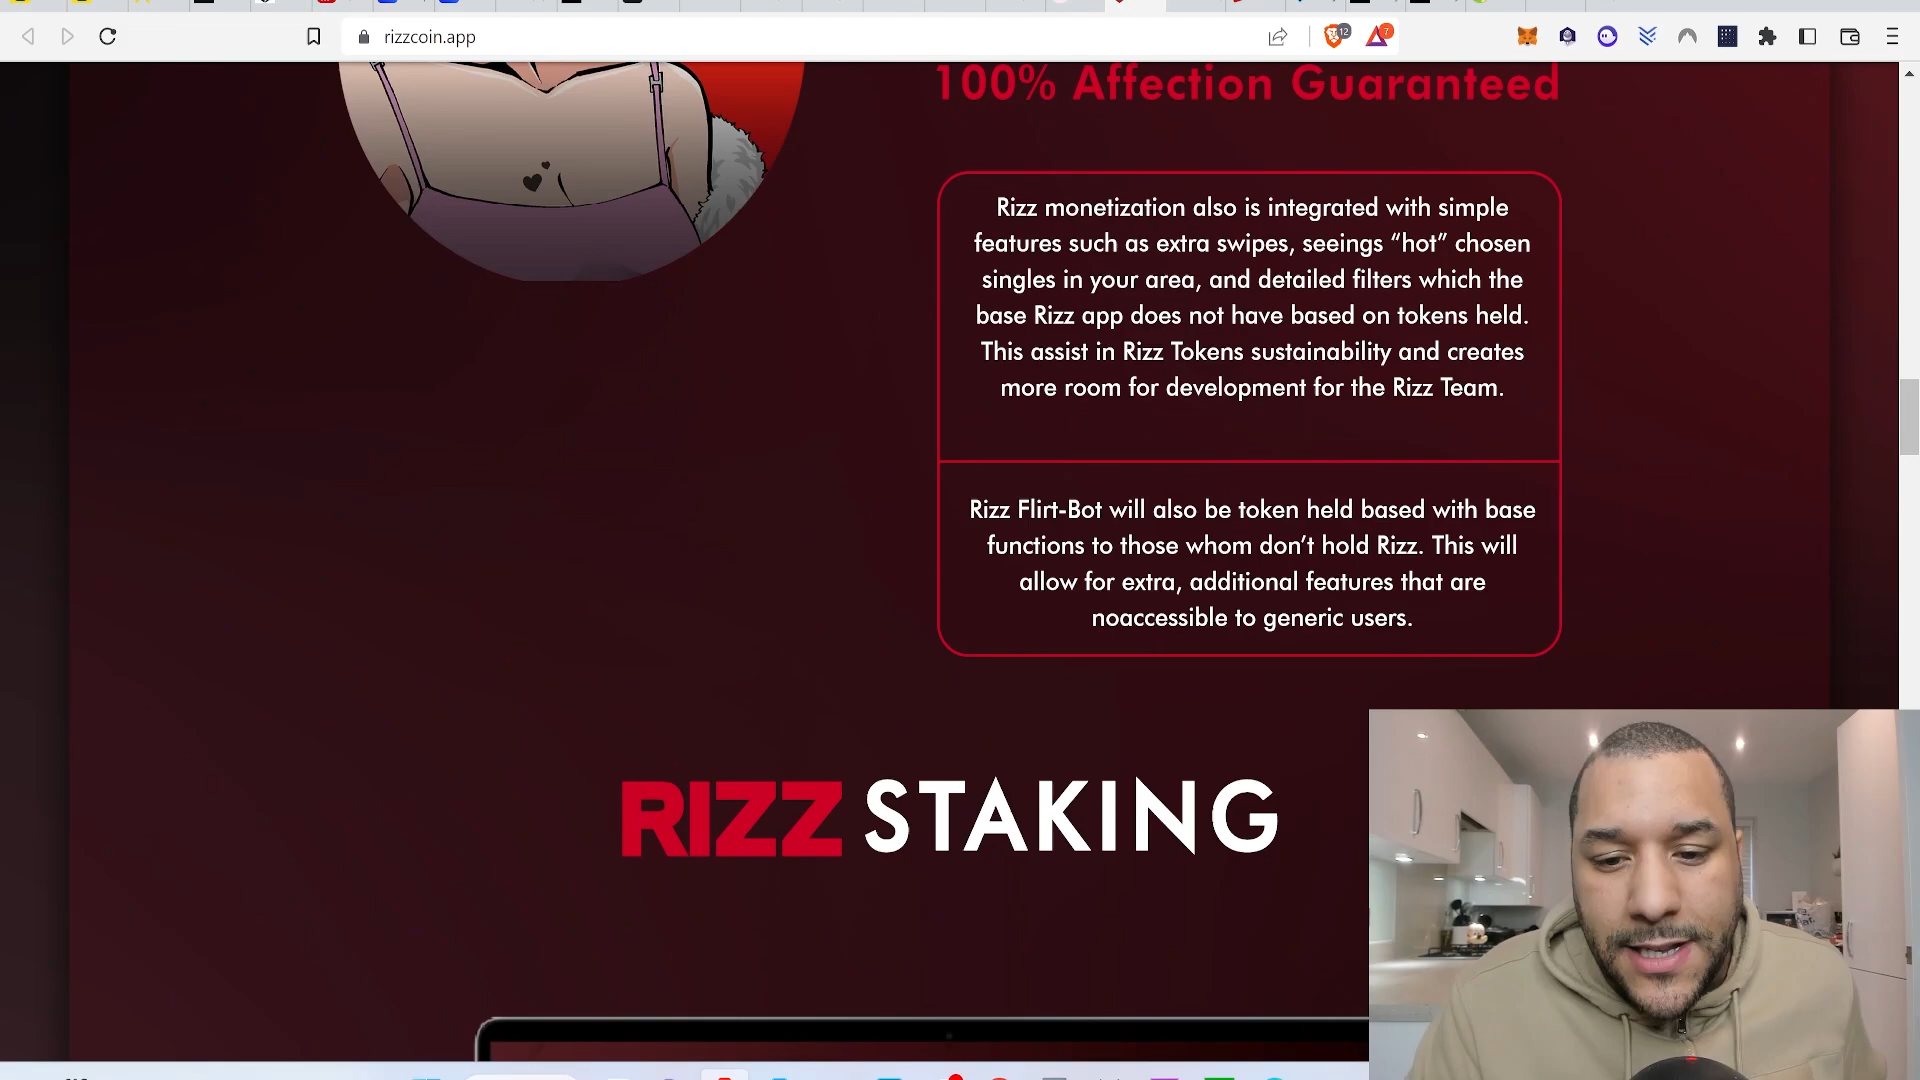 rizzcoin.app
12
7
100% Affection Guaranteed
Rizz monetization also is integrated with simple
features such as extra swipes, seeings “hot” chosen
singles in your area, and detailed filters which the
base Rizz app does not have based on tokens held.
This assist in Rizz Tokens sustainability and creates
more room for development for the Rizz Team.
Rizz Flirt-Bot will also be token held based with base
functions to those whom don’t hold Rizz. This will
allow for extra, additional features that are
noaccessible to generic users.
RIZZ STAKING